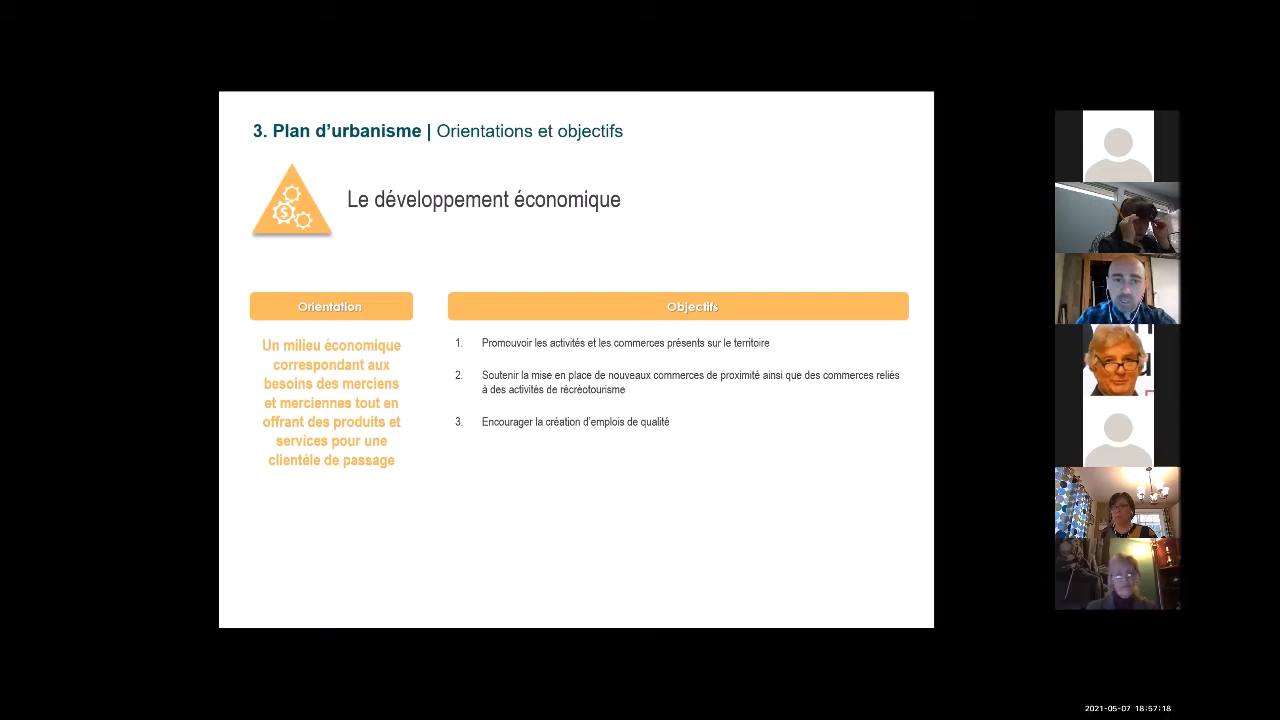 3. Plan d’urbanisme | Orientations et objectifs
$
Le développement économique
Orientation
Objectifs
Un milieu économique
correspondant aux
besoins des merciens
et merciennes tout en
offrant des produits et
services pour une
clientèle de passage
1. Promouvoir les activités et les commerces présents sur le territoire
2. Soutenir la mise en place de nouveaux commerces de proximité ainsi que des commerces reliés
à des activités de récréotourisme
3. Encourager la création d’emplois de qualité
2021-05-07 18:57:18